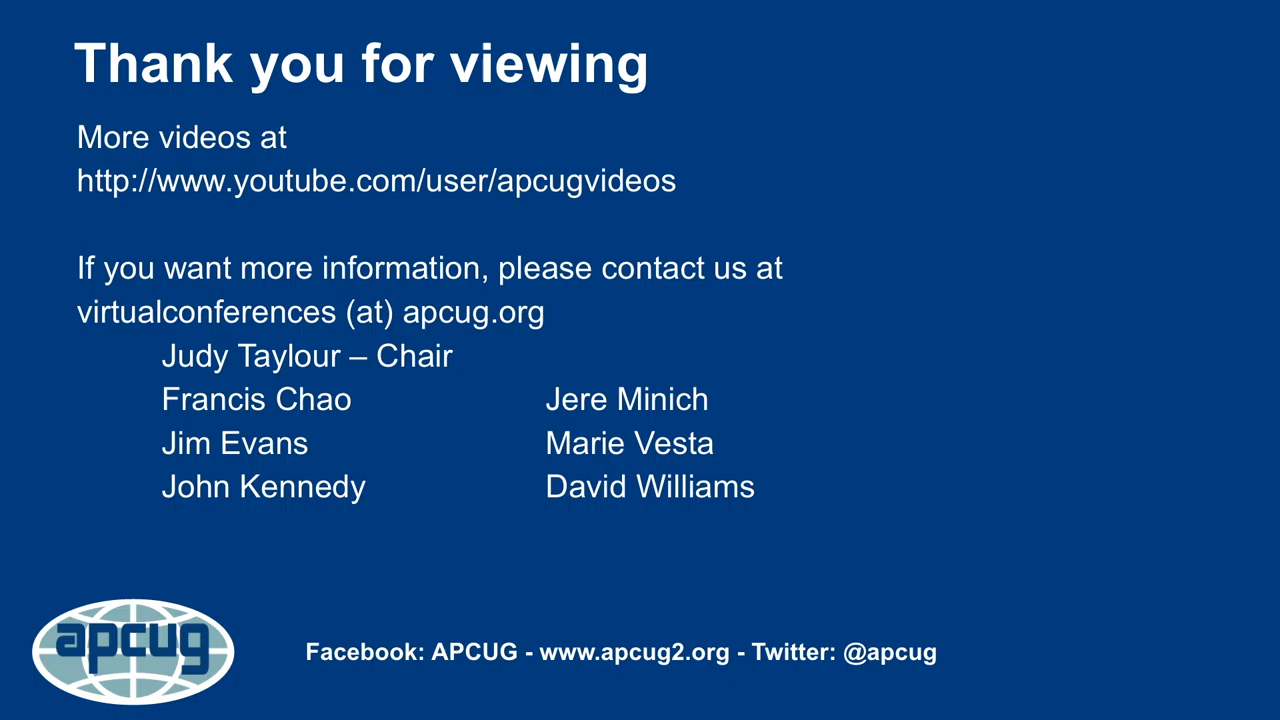 Thank you for viewing
More videos at
http://www.youtube.com/user/apcugvideos
If you want more information, please contact us at
virtualconferences (at) apcug.org
Judy Taylour – Chair
Francis Chao Jere Minich
Jim Evans Marie Vesta
John Kennedy David Williams
apcug
Facebook: APCUG - www.apcug2.org - Twitter: @apcug